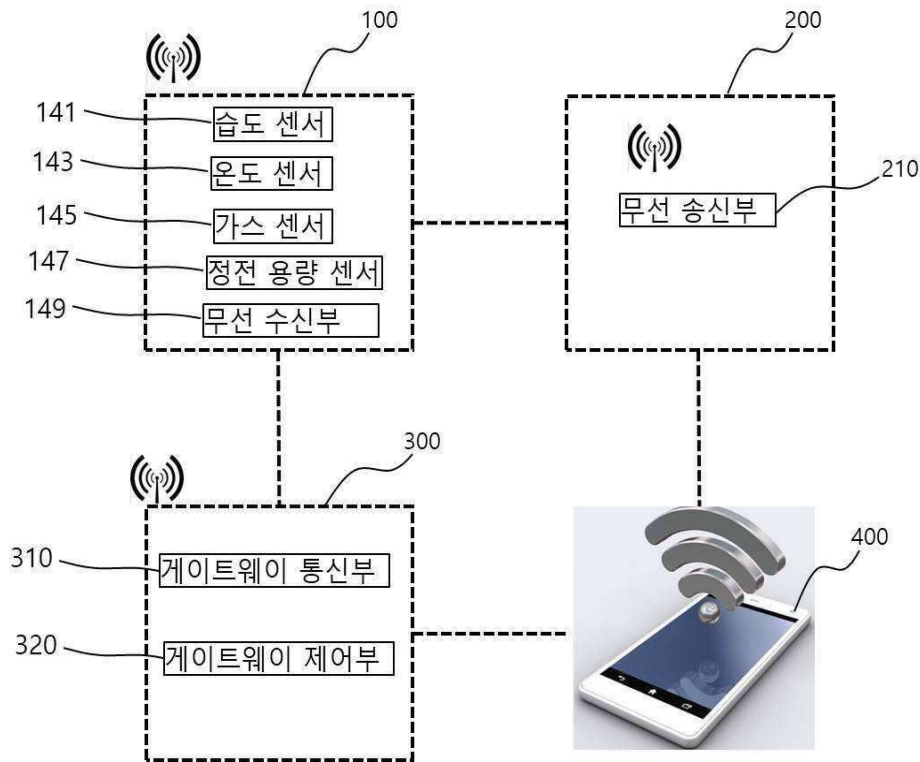 100
200
141
습도 센서
143
온도 센서
210
무선 송신부
145
가스 센서
147
정전 용량 센서
149
무선 수신부
300
310
게이트웨이 통신부
400
320
게이트웨이 제어부